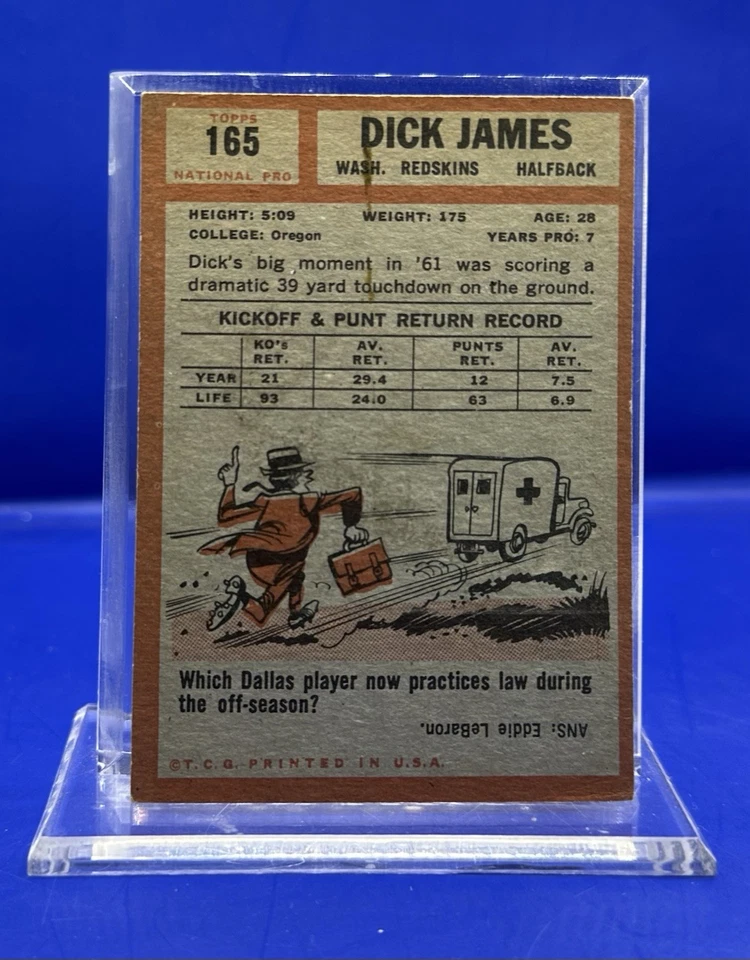 TOPPS
165
NATIONAL PRO
DICK JAMES
WASH. REDSKINS HALFBACK
HEIGHT: 5:09 WEIGHT: 175 AGE: 28
COLLEGE: Oregon YEARS PRO: 7
Dick's big moment in '61 was scoring a
dramatic 39 yard touchdown on the ground.
KICKOFF & PUNT RETURN RECORD
KO's AV. PUNTS AV.
RET. RET. RET. RET.
YEAR 21 29.4 12 7.5
LIFE 93 24.0 63 6.9
Which Dallas player now practices law during
the off-season?
ANS: Eddie LeBaron.
©T.C.G. PRINTED IN U.S.A.